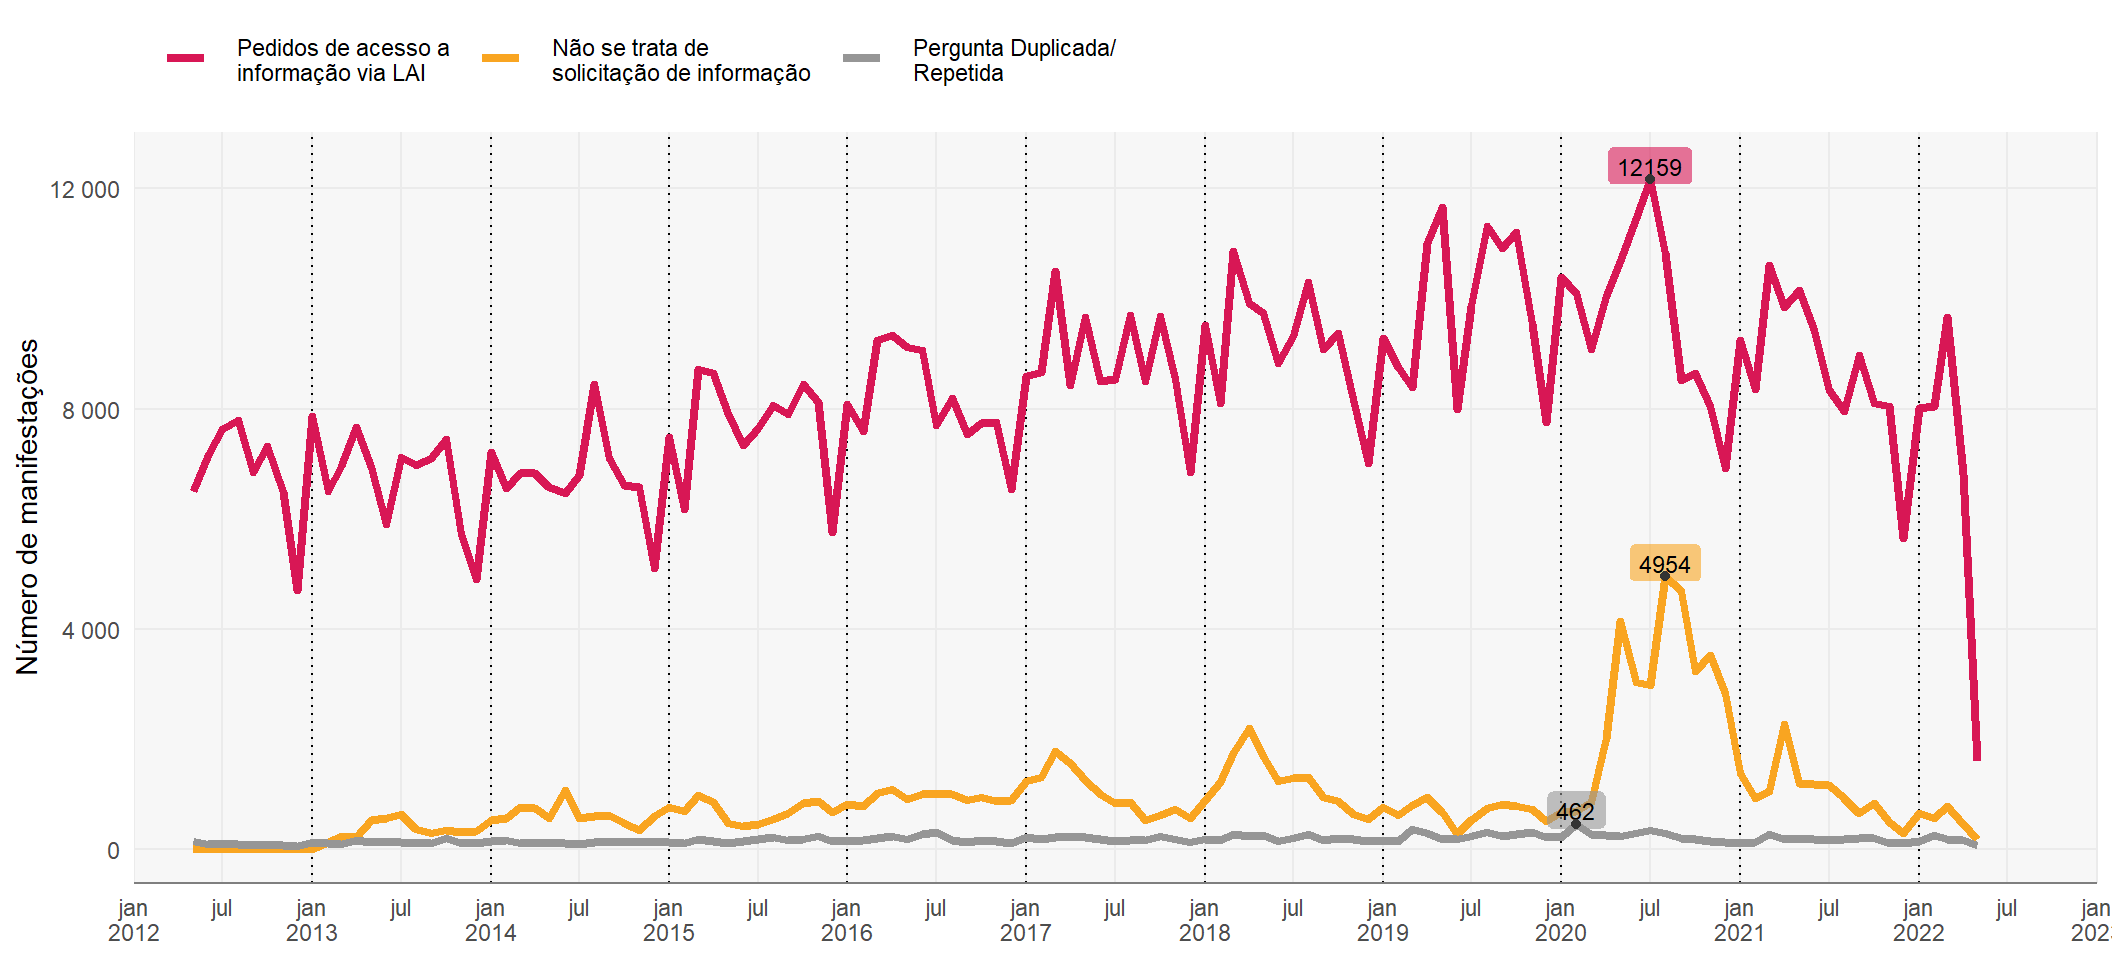 Pedidos de acesso a
informação via LAI
Não se trata de
solicitação de informação
Pergunta Duplicada/
Repetida
Número de manifestações
12 000
8 000
4 000
0
12159
4954
462
jan jul jan jul jan jul jan jul jan jul jan jul jan jul jan jul jan jul jan jul jan jul jan
2012 2013 2014 2015 2016 2017 2018 2019 2020 2021 2022 202